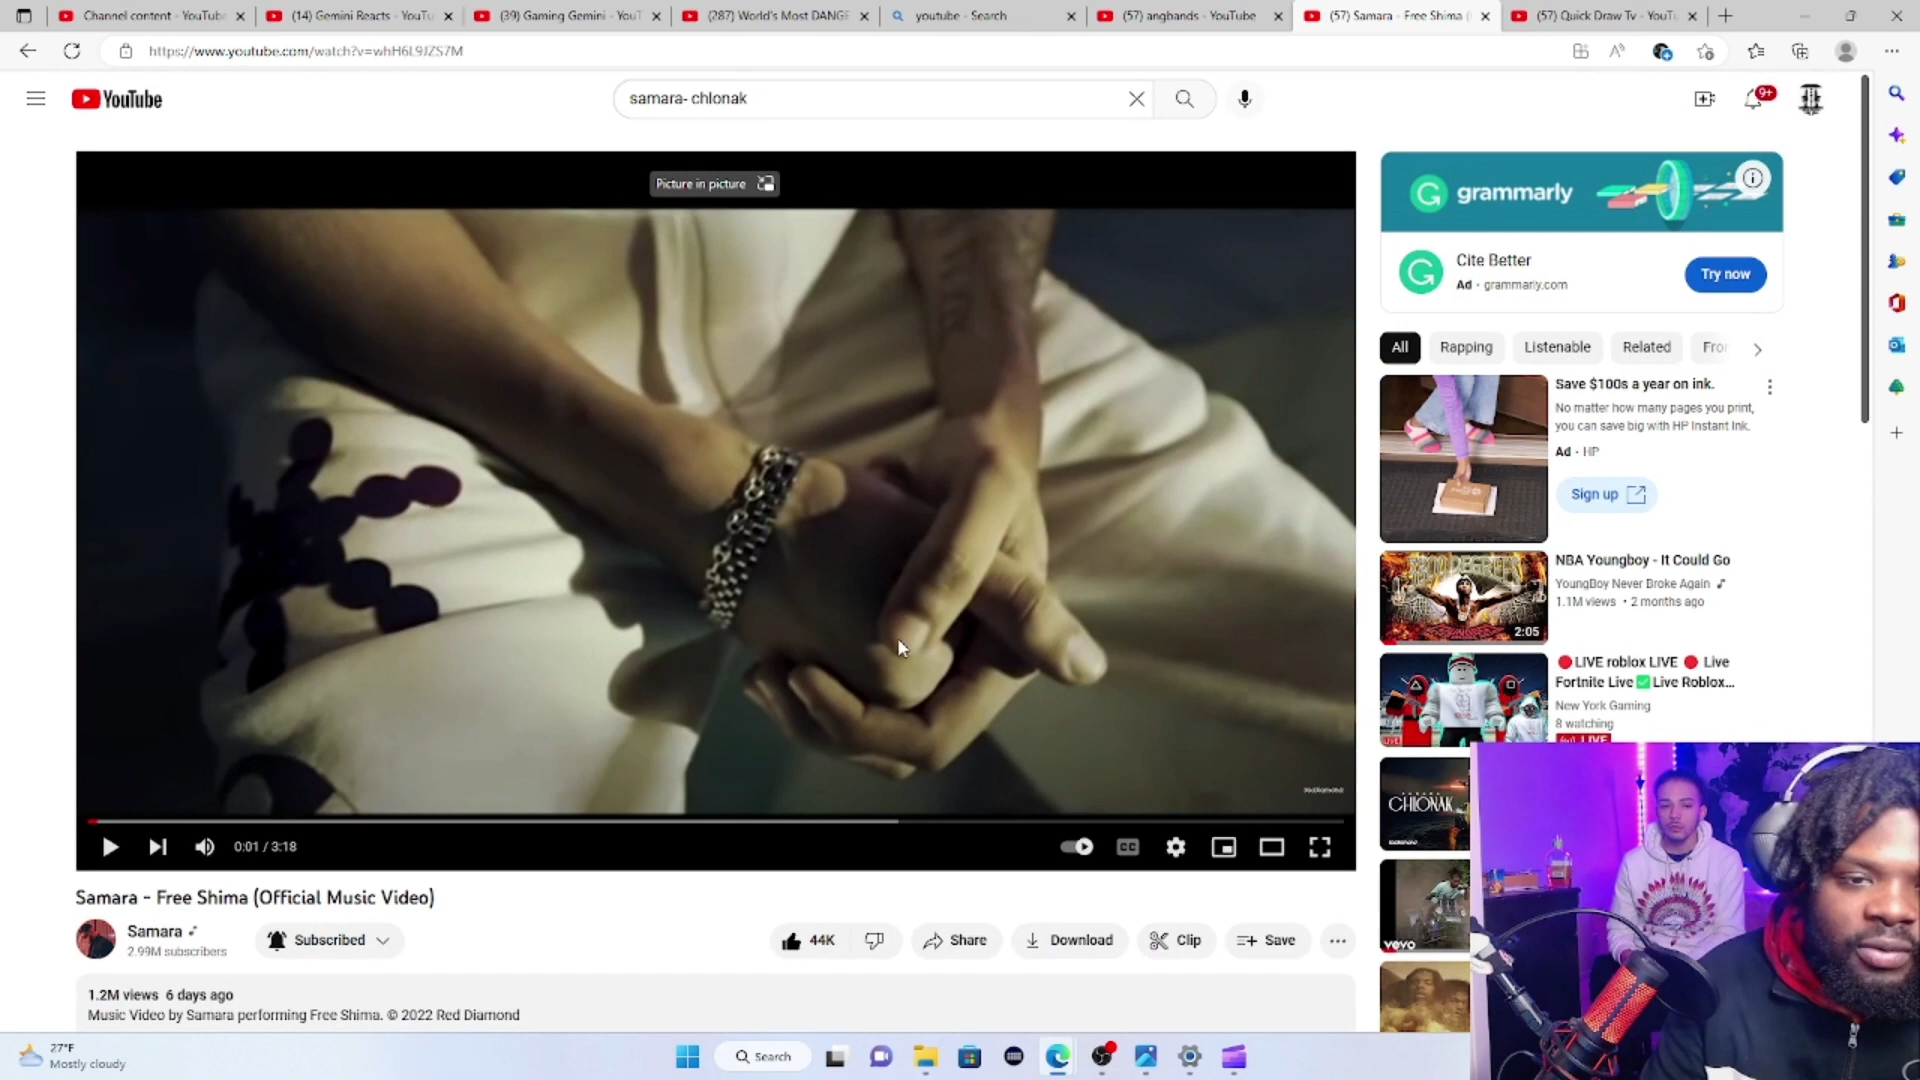 Channel content - YouTube
(14) Gemini Reacts - YouTu
(39) Gaming Gemini - YouT
(287) World's Most DANGE
youtube - Search
(57) angbands - YouTube
(57) Samara - Free Shima (
(57) Quick Draw Tv - YouTu
https://www.youtube.com/watch?v=whH6L9JZS7M
YouTube
samara- chlonak
9+
Picture in picture
grammarly
Cite Better
Ad · grammarly.com
Try now
All
Rapping
Listenable
Related
Fror
Save $100s a year on ink.
No matter how many pages you print,
you can save big with HP Instant Ink.
Ad · HP
Sign up
NBA Youngboy - It Could Go
YoungBoy Never Broke Again
1.1M views • 2 months ago
2:05
LIVE roblox LIVE Live
Fortnite Live Live Roblox...
New York Gaming
8 watching
LIVE
CHLONAK
vevo
RedDiamond
0:01 / 3:18
CC
Samara - Free Shima (Official Music Video)
Samara
2.99M subscribers
Subscribed
44K
Share
Download
Clip
Save
1.2M views 6 days ago
Music Video by Samara performing Free Shima. © 2022 Red Diamond
27°F
Mostly cloudy
Search